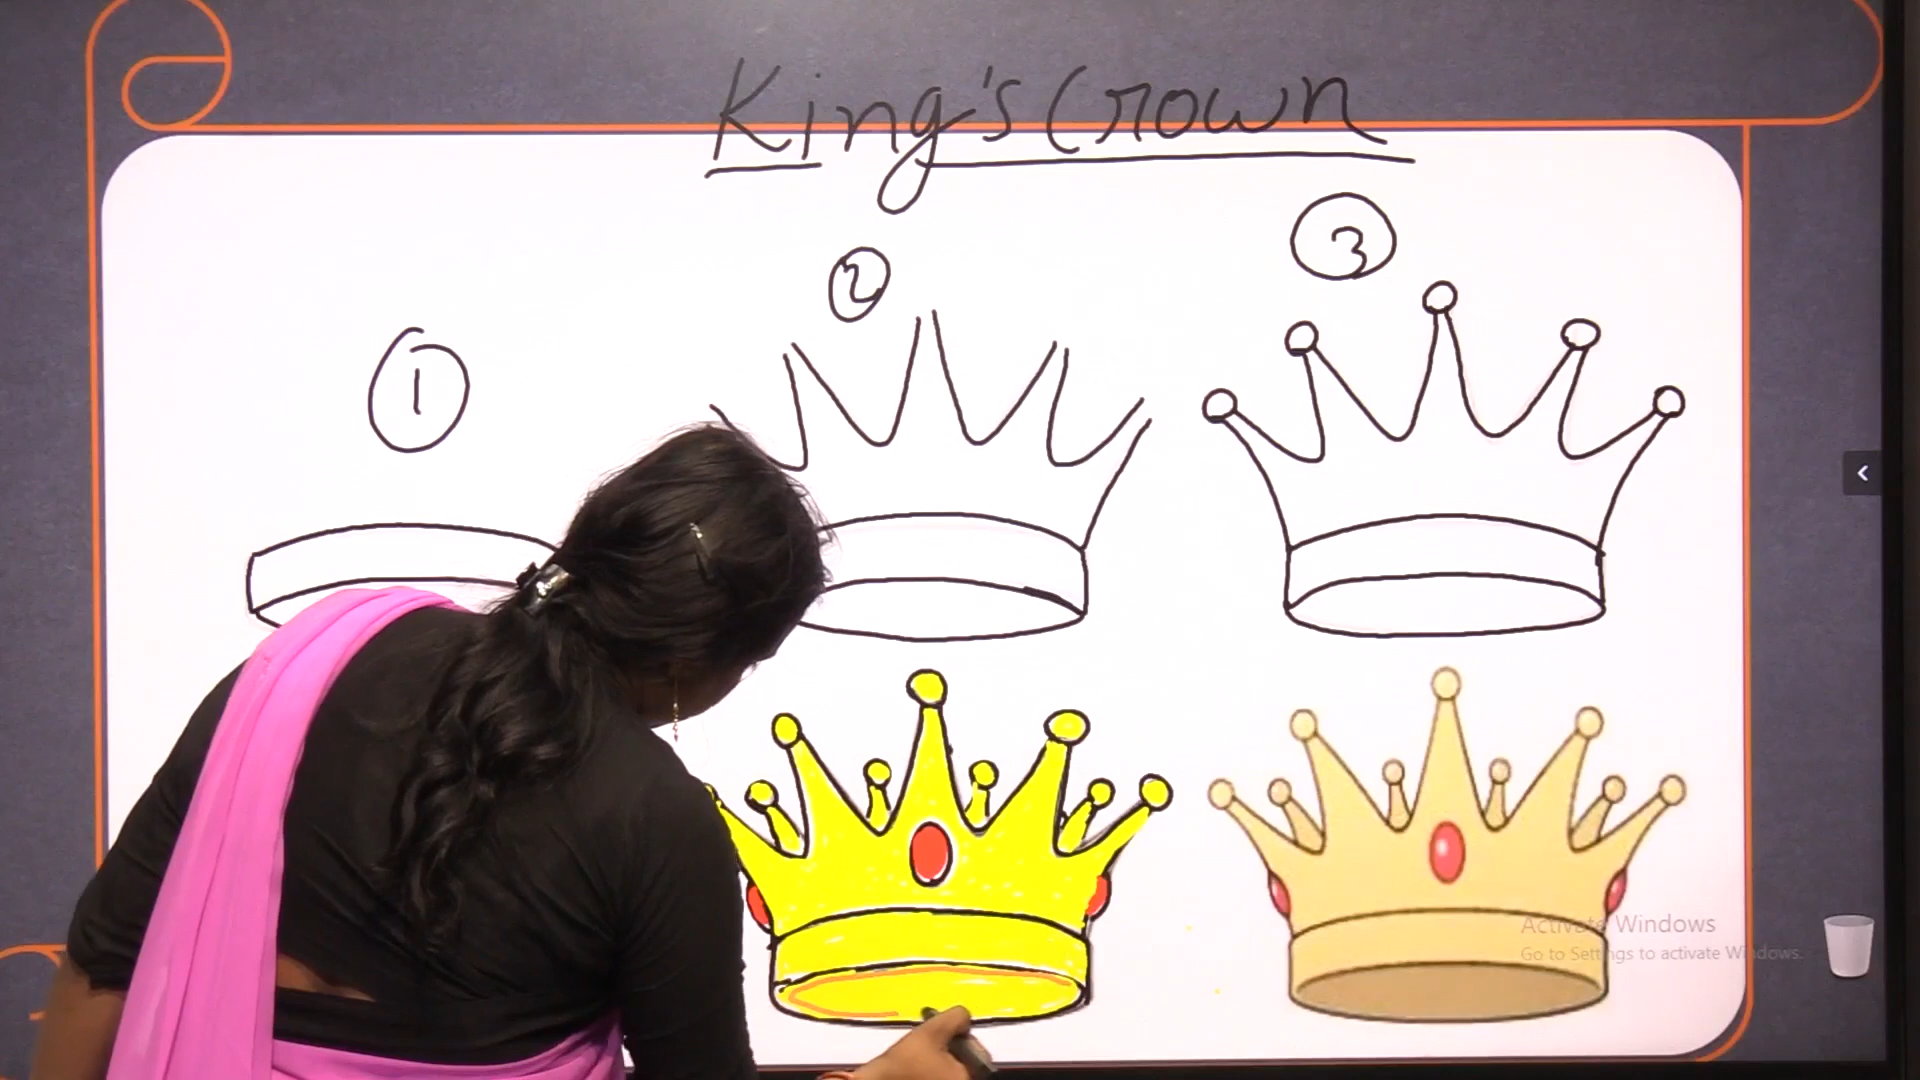 King's Crown
1
2
3
Activate Windows
Go to Settings to activate Windows.